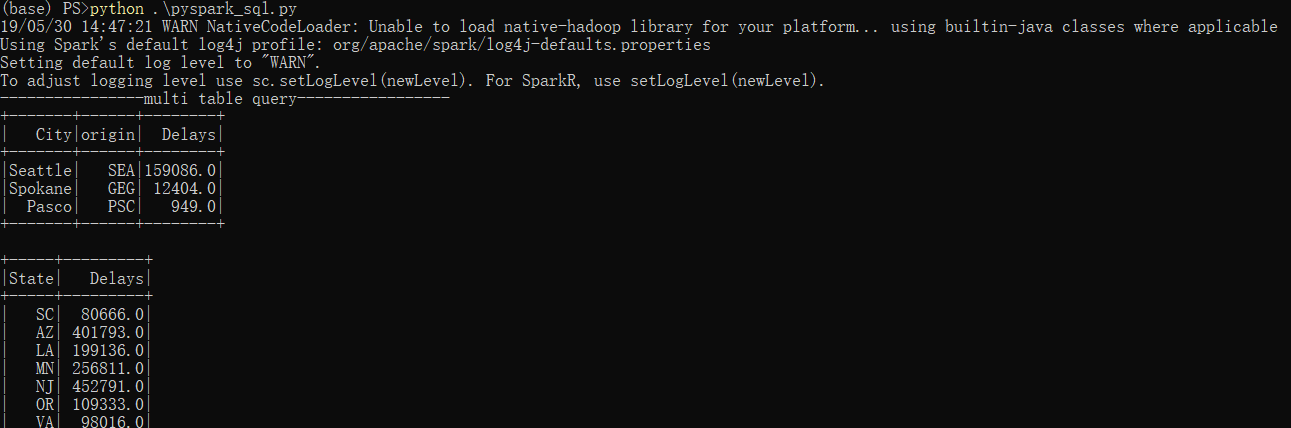 (base) PS>python .\pyspark_sql.py
19/05/30 14:47:21 WARN NativeCodeLoader: Unable to load native-hadoop library for your platform... using builtin-java classes where applicable
Using Spark's default log4j profile: org/apache/spark/log4j-defaults.properties
Setting default log level to "WARN".
To adjust logging level use sc.setLogLevel(newLevel). For SparkR, use setLogLevel(newLevel).
----------------multi table query-----------------
+-------+------+--------+
|   City|origin|  Delays|
+-------+------+--------+
|Seattle|   SEA|159086.0|
|Spokane|   GEG| 12404.0|
|  Pasco|   PSC|   949.0|
+-------+------+--------+

+-----+---------+
|State|   Delays|
+-----+---------+
|   SC|  80666.0|
|   AZ| 401793.0|
|   LA| 199136.0|
|   MN| 256811.0|
|   NJ| 452791.0|
|   OR| 109333.0|
|   VA|  98016.0|